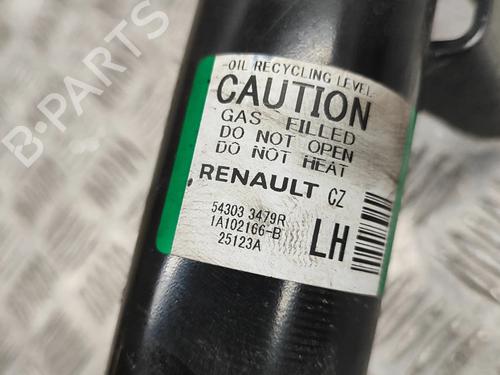 B-PARTS
-OIL RECYCLING LEVEL-
CAUTION
GAS FILLED
DO NOT OPEN
DO NOT HEAT
RENAULT CZ
54303 3479R
1A102166-B
25123A
LH